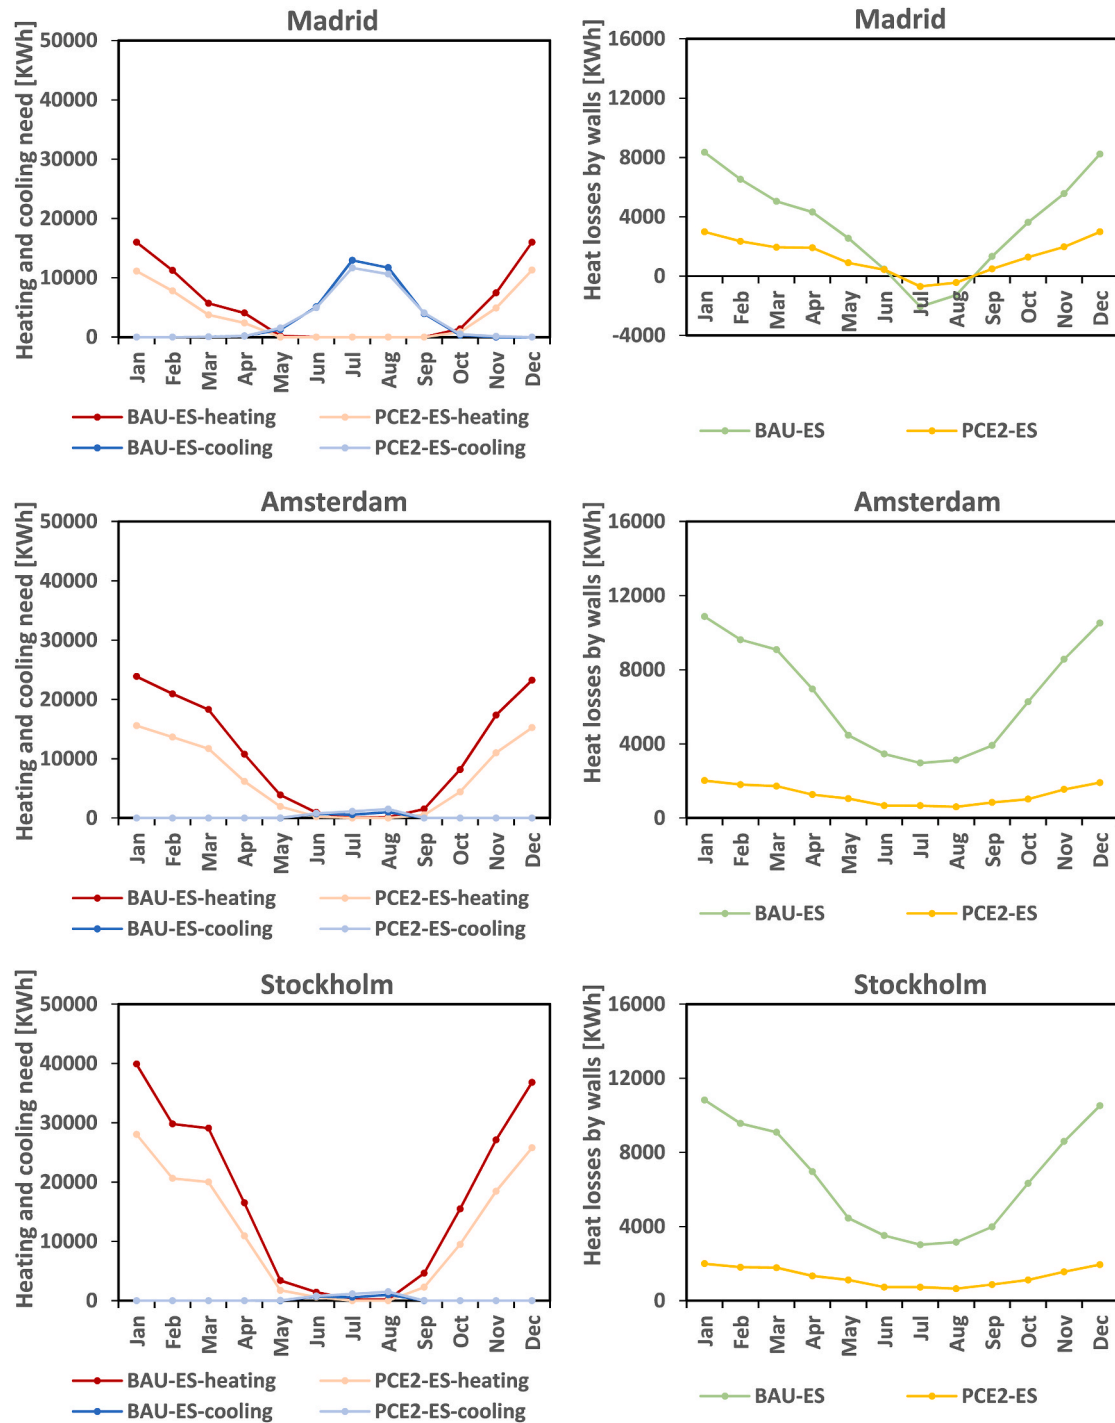 Madrid
Heating and cooling need [KWh]
50000
40000
30000
20000
10000
0
Jan Feb Mar Apr May Jun Jul Aug Sep Oct Nov Dec
BAU-ES-heating PCE2-ES-heating
BAU-ES-cooling PCE2-ES-cooling
Madrid
Heat losses by walls [KWh]
16000
12000
8000
4000
0
-4000
Jan Feb Mar Apr May Jun Jul Aug Sep Oct Nov Dec
BAU-ES PCE2-ES
Amsterdam
Heating and cooling need [KWh]
50000
40000
30000
20000
10000
0
Jan Feb Mar Apr May Jun Jul Aug Sep Oct Nov Dec
BAU-ES-heating PCE2-ES-heating
BAU-ES-cooling PCE2-ES-cooling
Amsterdam
Heat losses by walls [KWh]
16000
12000
8000
4000
0
Jan Feb Mar Apr May Jun Jul Aug Sep Oct Nov Dec
BAU-ES PCE2-ES
Stockholm
Heating and cooling need [KWh]
50000
40000
30000
20000
10000
0
Jan Feb Mar Apr May Jun Jul Aug Sep Oct Nov Dec
BAU-ES-heating PCE2-ES-heating
BAU-ES-cooling PCE2-ES-cooling
Stockholm
Heat losses by walls [KWh]
16000
12000
8000
4000
0
Jan Feb Mar Apr May Jun Jul Aug Sep Oct Nov Dec
BAU-ES PCE2-ES